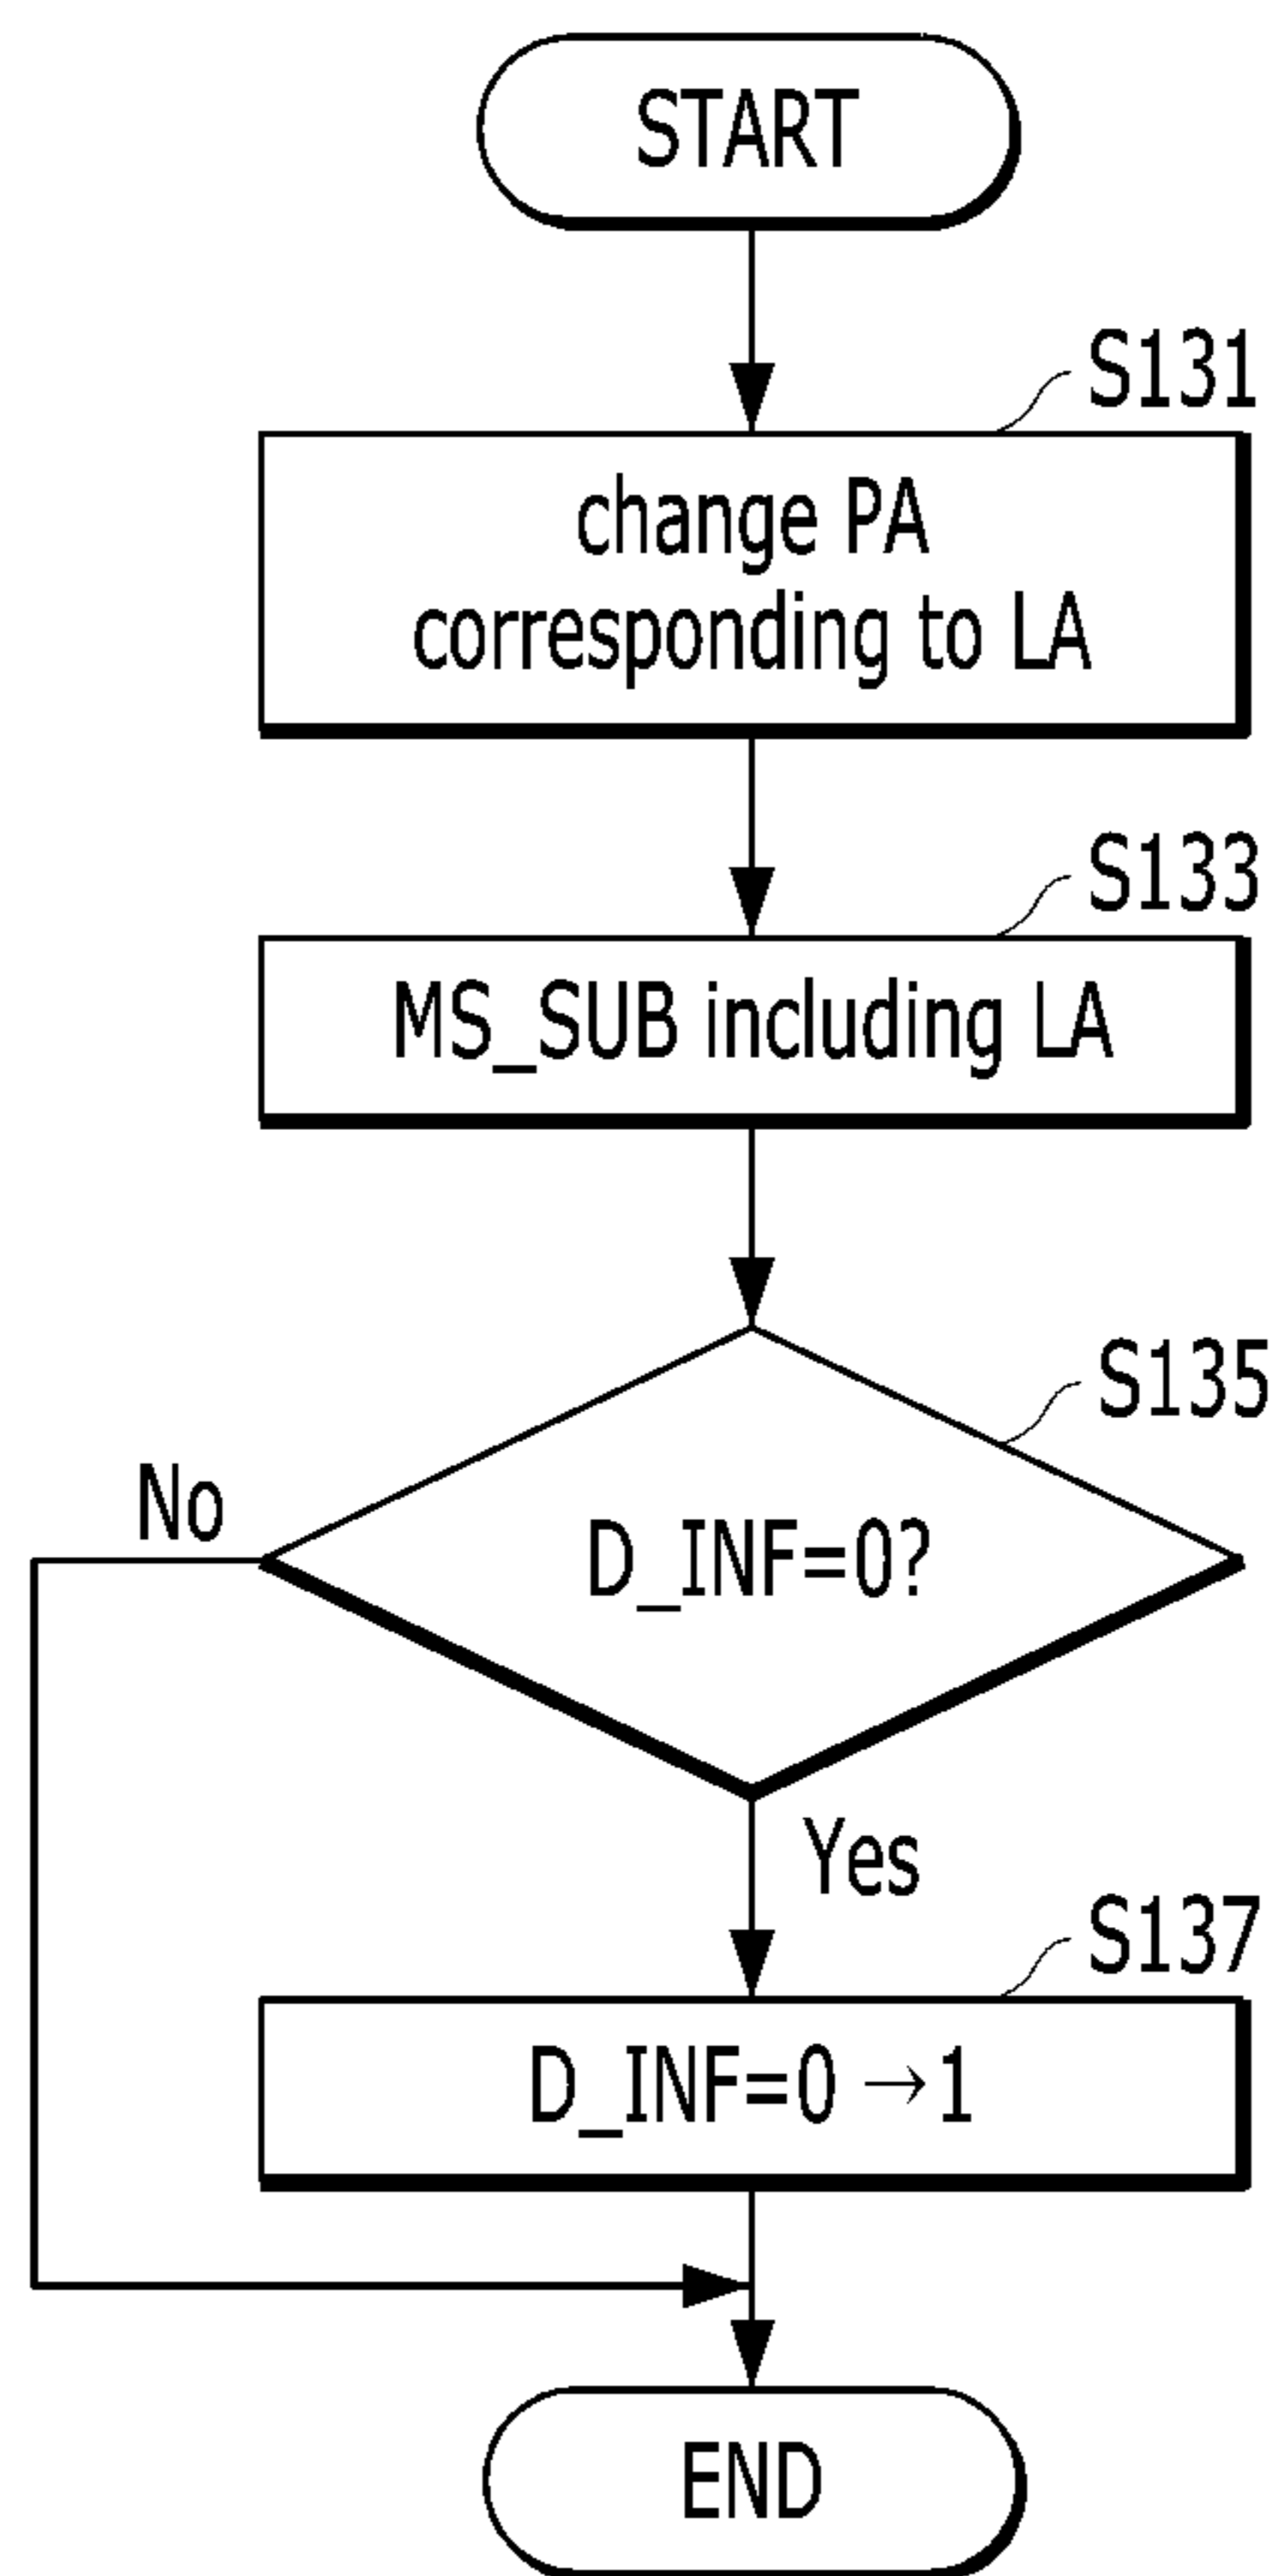 START
S131
change PA
corresponding to LA
S133
MS_SUB including LA
S135
D_INF=0?
No
Yes
S137
D_INF=0 →1
END